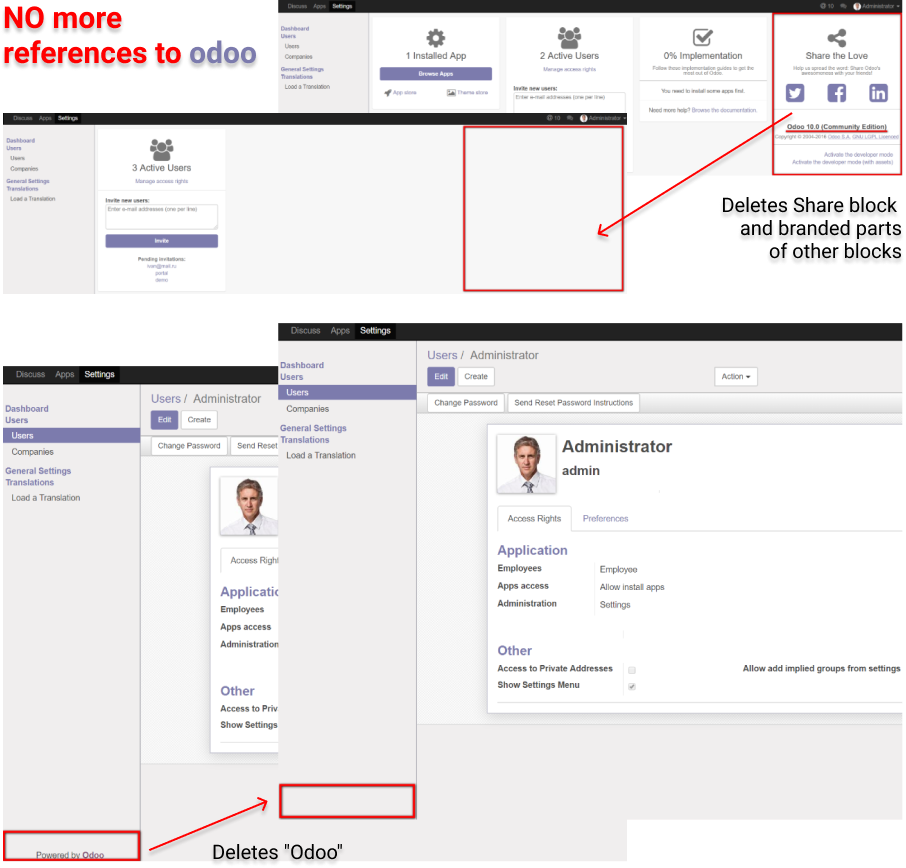 NO more
references to odoo
Discuss Apps Settings
10 Administrator
Dashboard
Users
Users
Companies
General Settings
Translations
Load a Translation
1 Installed App
Browse Apps
App store Theme store
2 Active Users
Manage access rights
Invite new users:
Enter e-mail addresses (one per line)
0% Implementation
Follow these implementation guides to get the
most out of Odoo.
You need to install some apps first.
Need more help? Browse the documentation.
Share the Love
Help us spread the word: Share Odoo's
awesomeness with your friends!
Odoo 10.0 (Community Edition)
Copyright © 2004-2016 Odoo S.A. GNU LGPL Licensed
Activate the developer mode
Activate the developer mode (with assets)
Discuss Apps Settings
10 Administrator
Dashboard
Users
Users
Companies
General Settings
Translations
Load a Translation
3 Active Users
Manage access rights
Invite new users:
Enter e-mail addresses (one per line)
Invite
Pending Invitations:
ivan@mail.ru
portal
demo
Deletes Share block
and branded parts
of other blocks
Discuss Apps Settings
Dashboard
Users
Users
Companies
General Settings
Translations
Load a Translation
Users / Administrator
Edit Create
Action
Change Password Send Reset Password Instructions
Administrator
admin
Access Rights Preferences
Application
Employees Employee
Apps access Allow install apps
Administration Settings
Other
Access to Private Addresses Allow add implied groups from settings
Show Settings Menu
Discuss Apps Settings
Dashboard
Users
Users
Companies
General Settings
Translations
Load a Translation
Users / Administrator
Edit Create
Change Password Send Reset
Access Righ
Applicatio
Employees
Apps access
Administration
Other
Access to Priv
Show Settings
Powered by Odoo
Deletes "Odoo"